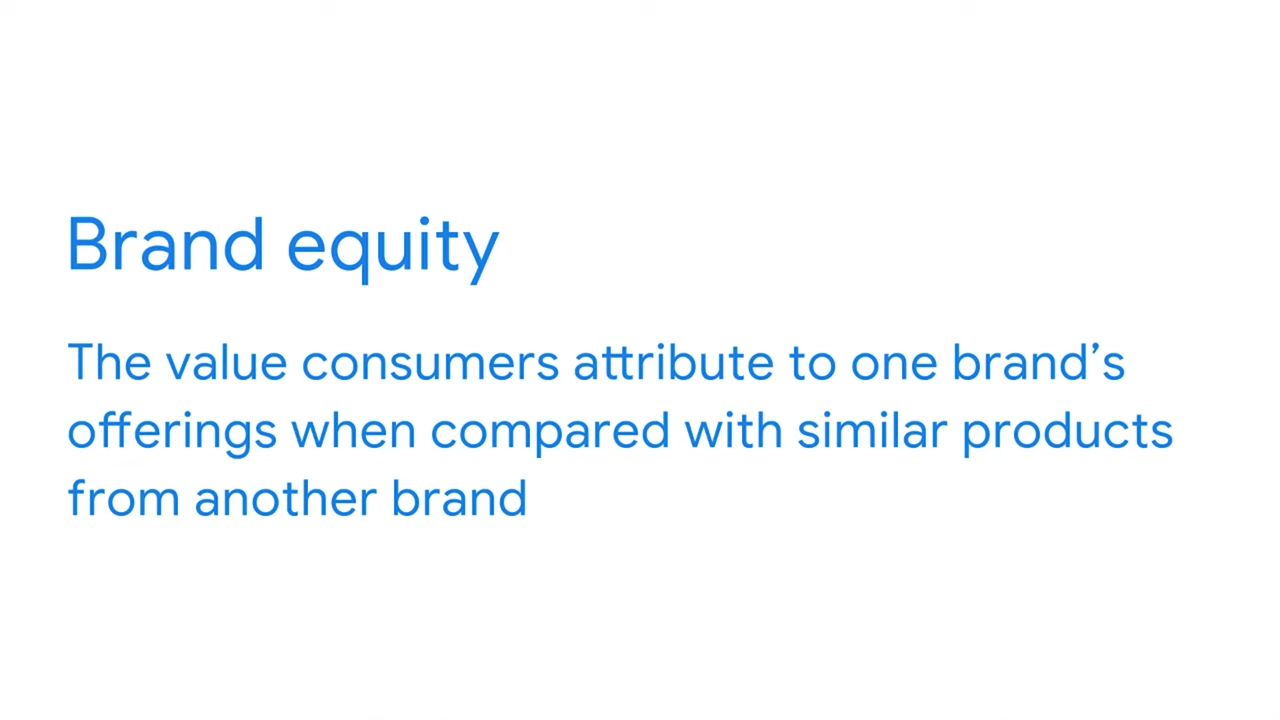 Brand equity
The value consumers attribute to one brand’s
offerings when compared with similar products
from another brand